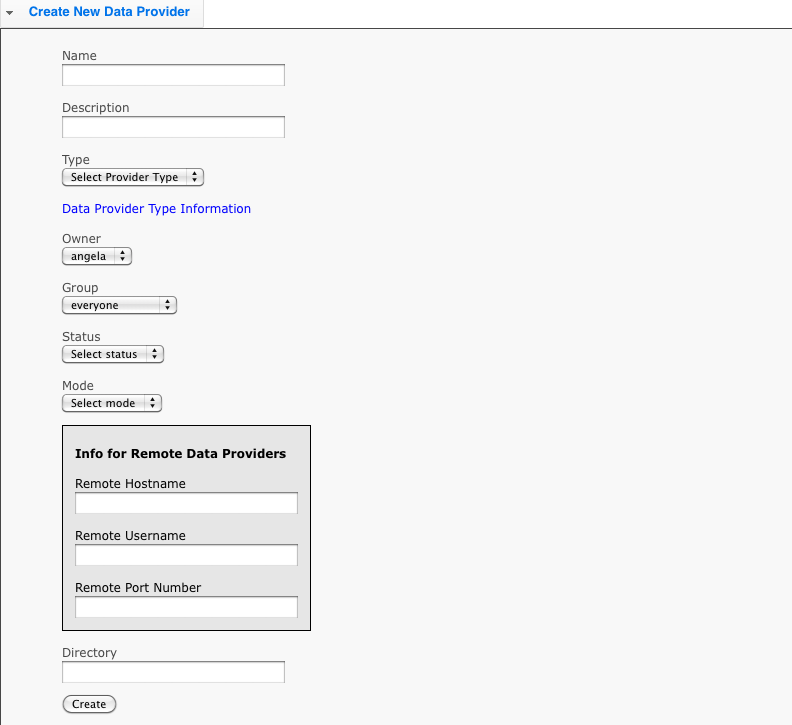 Create New Data Provider
Name
Description
Type
Select Provider Type
Data Provider Type Information
Owner
angela
Group
everyone
Status
Select status
Mode
Select mode
Info for Remote Data Providers
Remote Hostname
Remote Username
Remote Port Number
Directory
Create